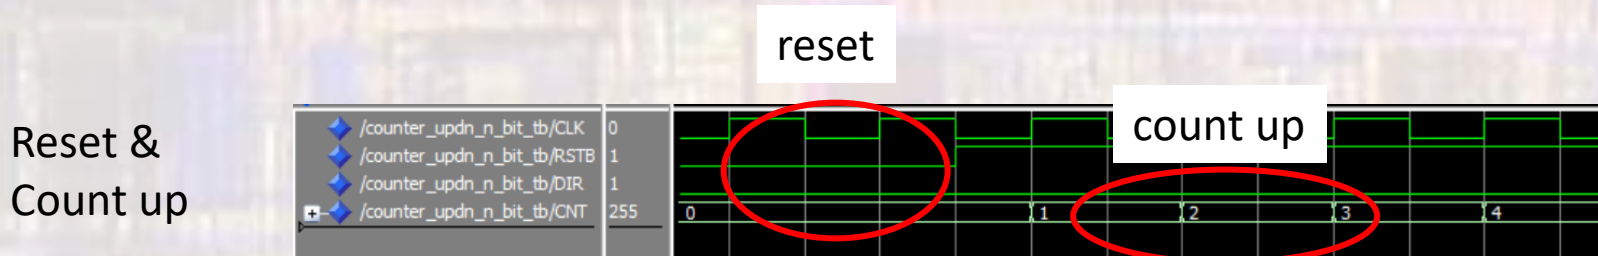 reset
count up
Reset &
Count up
/counter_updn_n_bit_tb/CLK 0
/counter_updn_n_bit_tb/RSTB 1
/counter_updn_n_bit_tb/DIR 1
/counter_updn_n_bit_tb/CNT 255 0 1 2 3 4